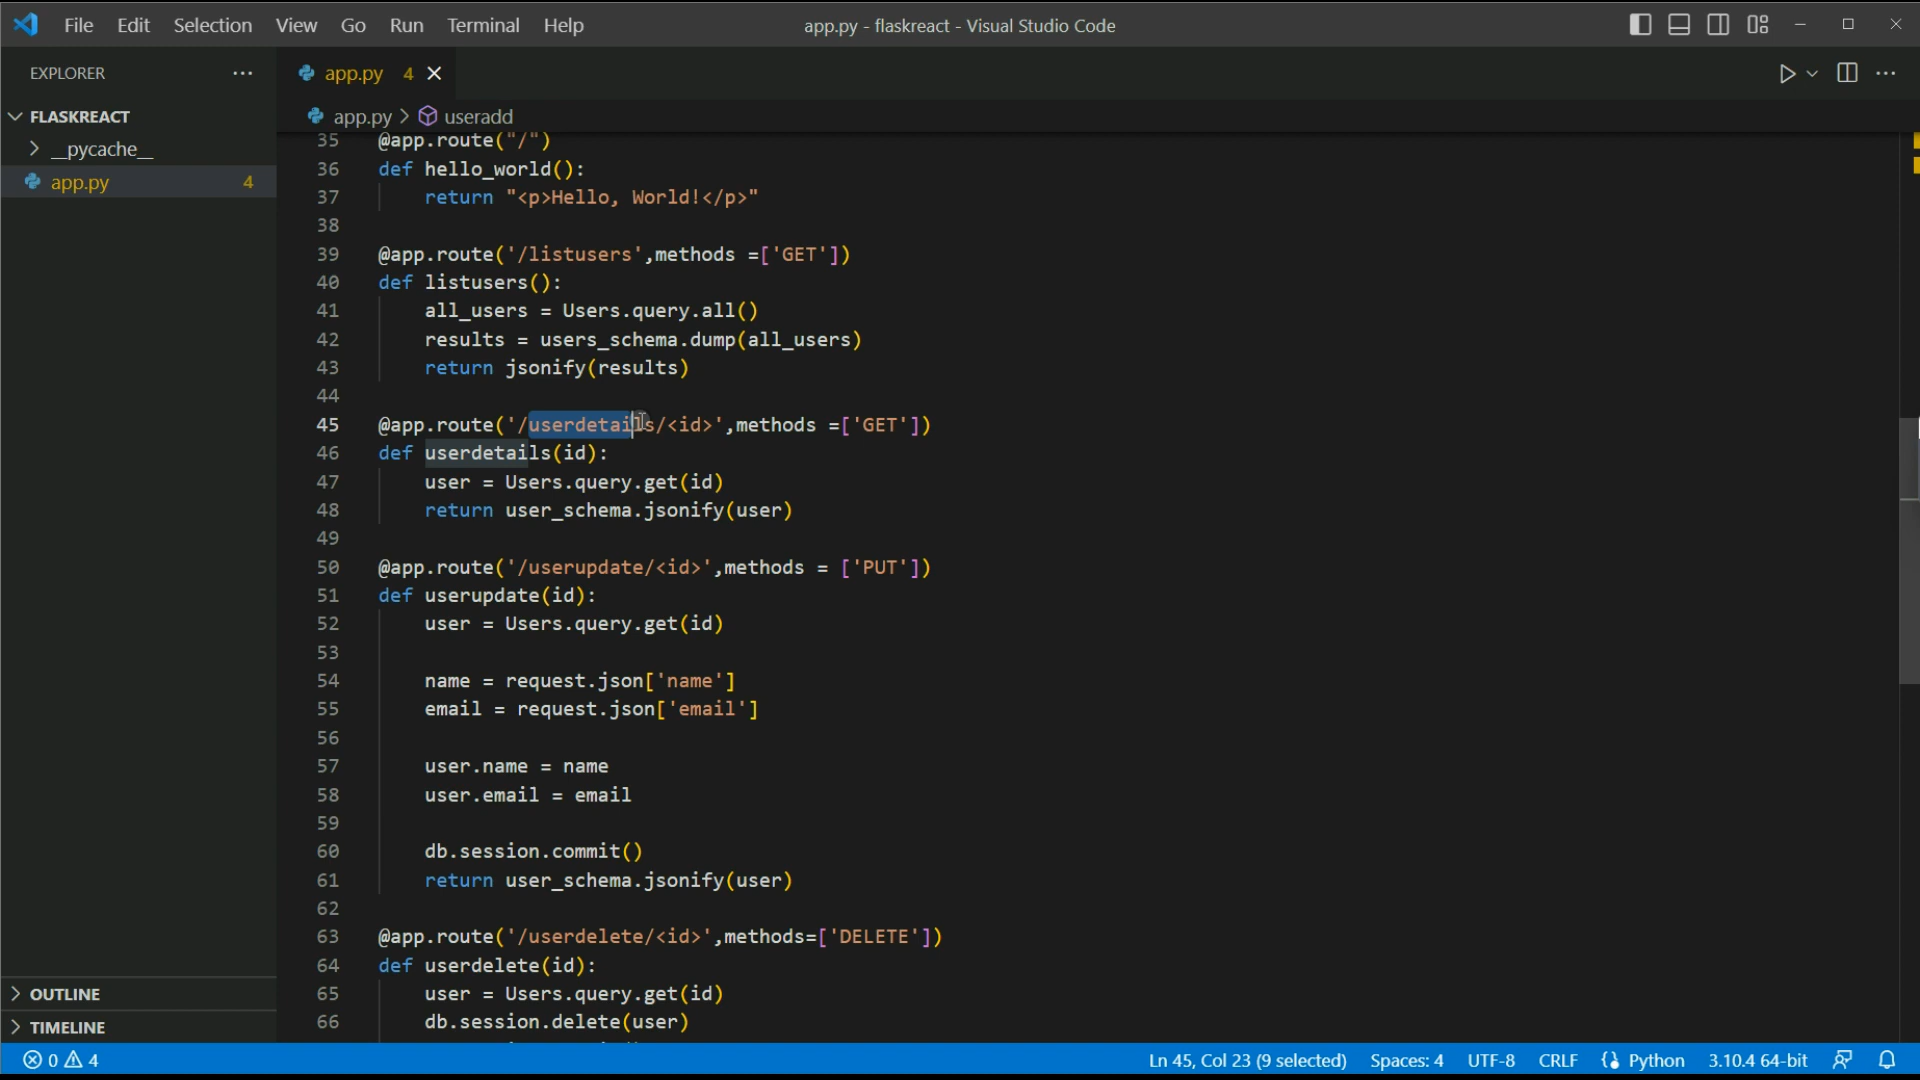 File Edit Selection View Go Run Terminal Help
app.py - flaskreact - Visual Studio Code
EXPLORER
app.py 4
FLASKREACT
__pycache__
app.py 4
app.py > useradd
35 @app.route("/")
36 def hello_world():
37     return "<p>Hello, World!</p>"
38
39 @app.route('/listusers',methods =['GET'])
40 def listusers():
41     all_users = Users.query.all()
42     results = users_schema.dump(all_users)
43     return jsonify(results)
44
45 @app.route('/userdetails/<id>',methods =['GET'])
46 def userdetails(id):
47     user = Users.query.get(id)
48     return user_schema.jsonify(user)
49
50 @app.route('/userupdate/<id>',methods = ['PUT'])
51 def userupdate(id):
52     user = Users.query.get(id)
53
54     name = request.json['name']
55     email = request.json['email']
56
57     user.name = name
58     user.email = email
59
60     db.session.commit()
61     return user_schema.jsonify(user)
62
63 @app.route('/userdelete/<id>',methods=['DELETE'])
64 def userdelete(id):
65     user = Users.query.get(id)
66     db.session.delete(user)
OUTLINE
TIMELINE
0 4 Ln 45, Col 23 (9 selected) Spaces: 4 UTF-8 CRLF Python 3.10.4 64-bit